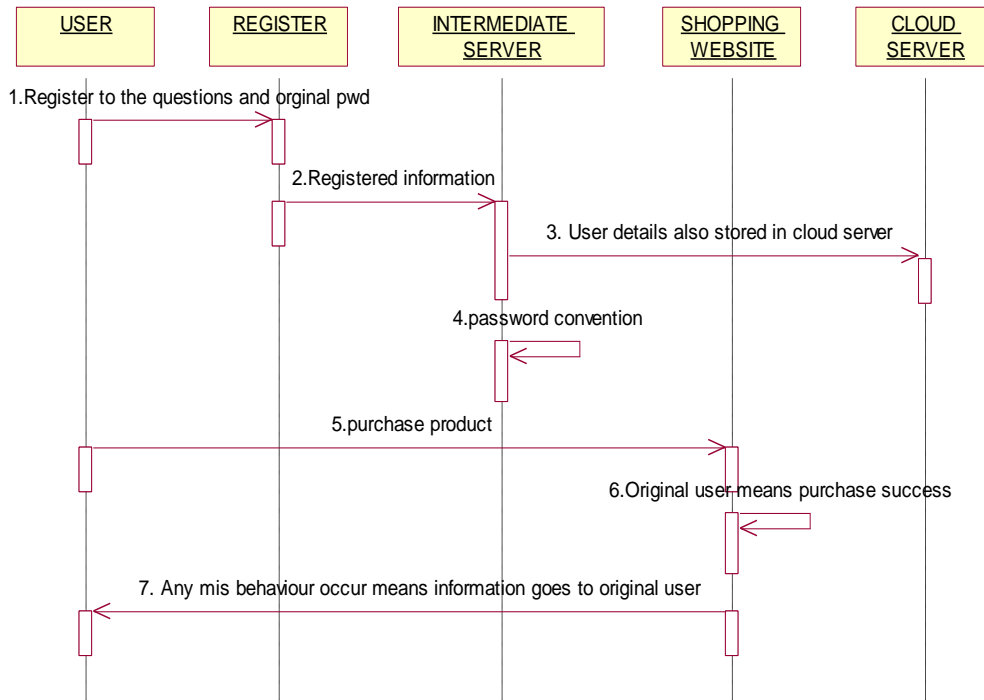 USER
REGISTER
INTERMEDIATE
SERVER
SHOPPING
WEBSITE
CLOUD
SERVER
1.Register to the questions and orginal pwd
2.Registered information
3. User details also stored in cloud server
4.password convention
5.purchase product
6.Original user means purchase success
7. Any mis behaviour occur means information goes to original user